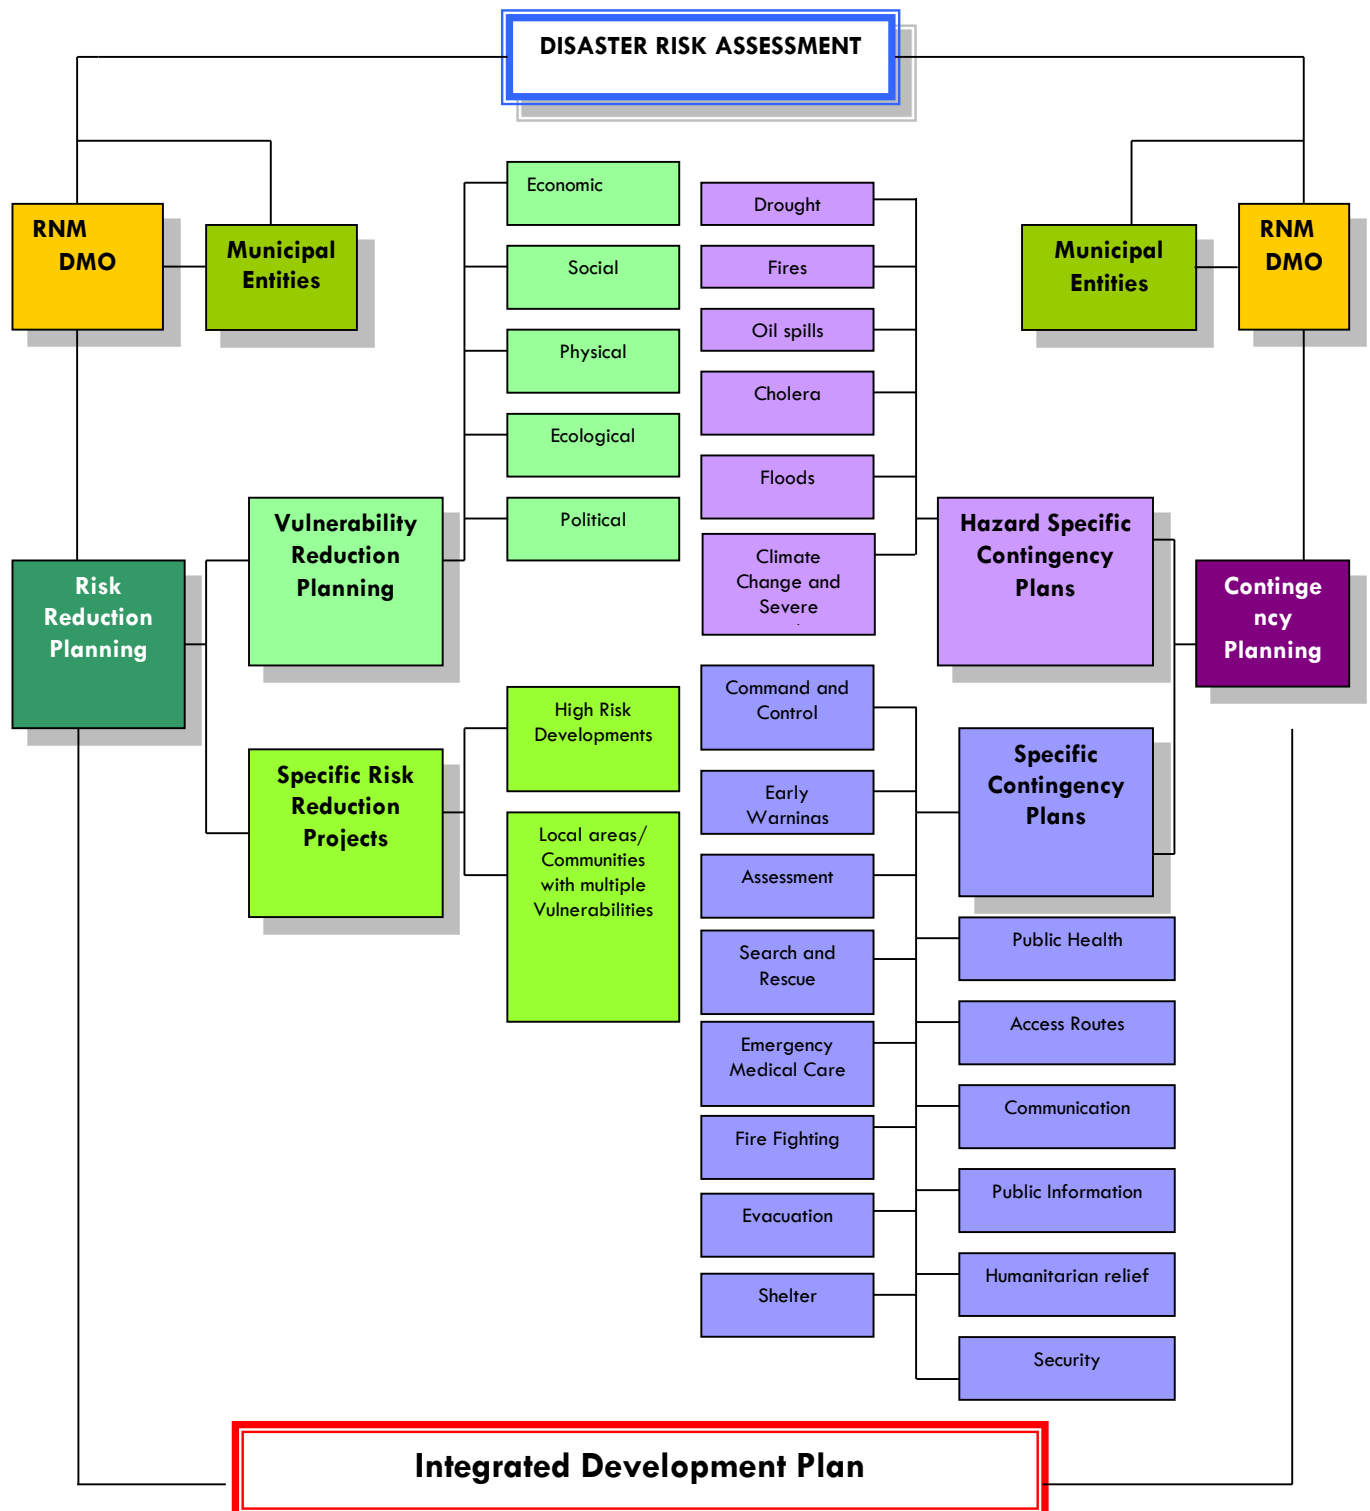 DISASTER RISK ASSESSMENT
RNM
DMO
Municipal
Entities
Economic
Social
Physical
Ecological
Political
Drought
Fires
Oil spills
Cholera
Floods
Climate
Change and
Severe
Municipal
Entities
RNM
DMO
Risk
Reduction
Planning
Vulnerability
Reduction
Planning
Hazard Specific
Contingency
Plans
Continge
ncy
Planning
Specific Risk
Reduction
Projects
High Risk
Developments
Local areas/
Communities
with multiple
Vulnerabilities
Command and
Control
Early
Warninas
Assessment
Search and
Rescue
Emergency
Medical Care
Fire Fighting
Evacuation
Shelter
Specific
Contingency
Plans
Public Health
Access Routes
Communication
Public Information
Humanitarian relief
Security
Integrated Development Plan